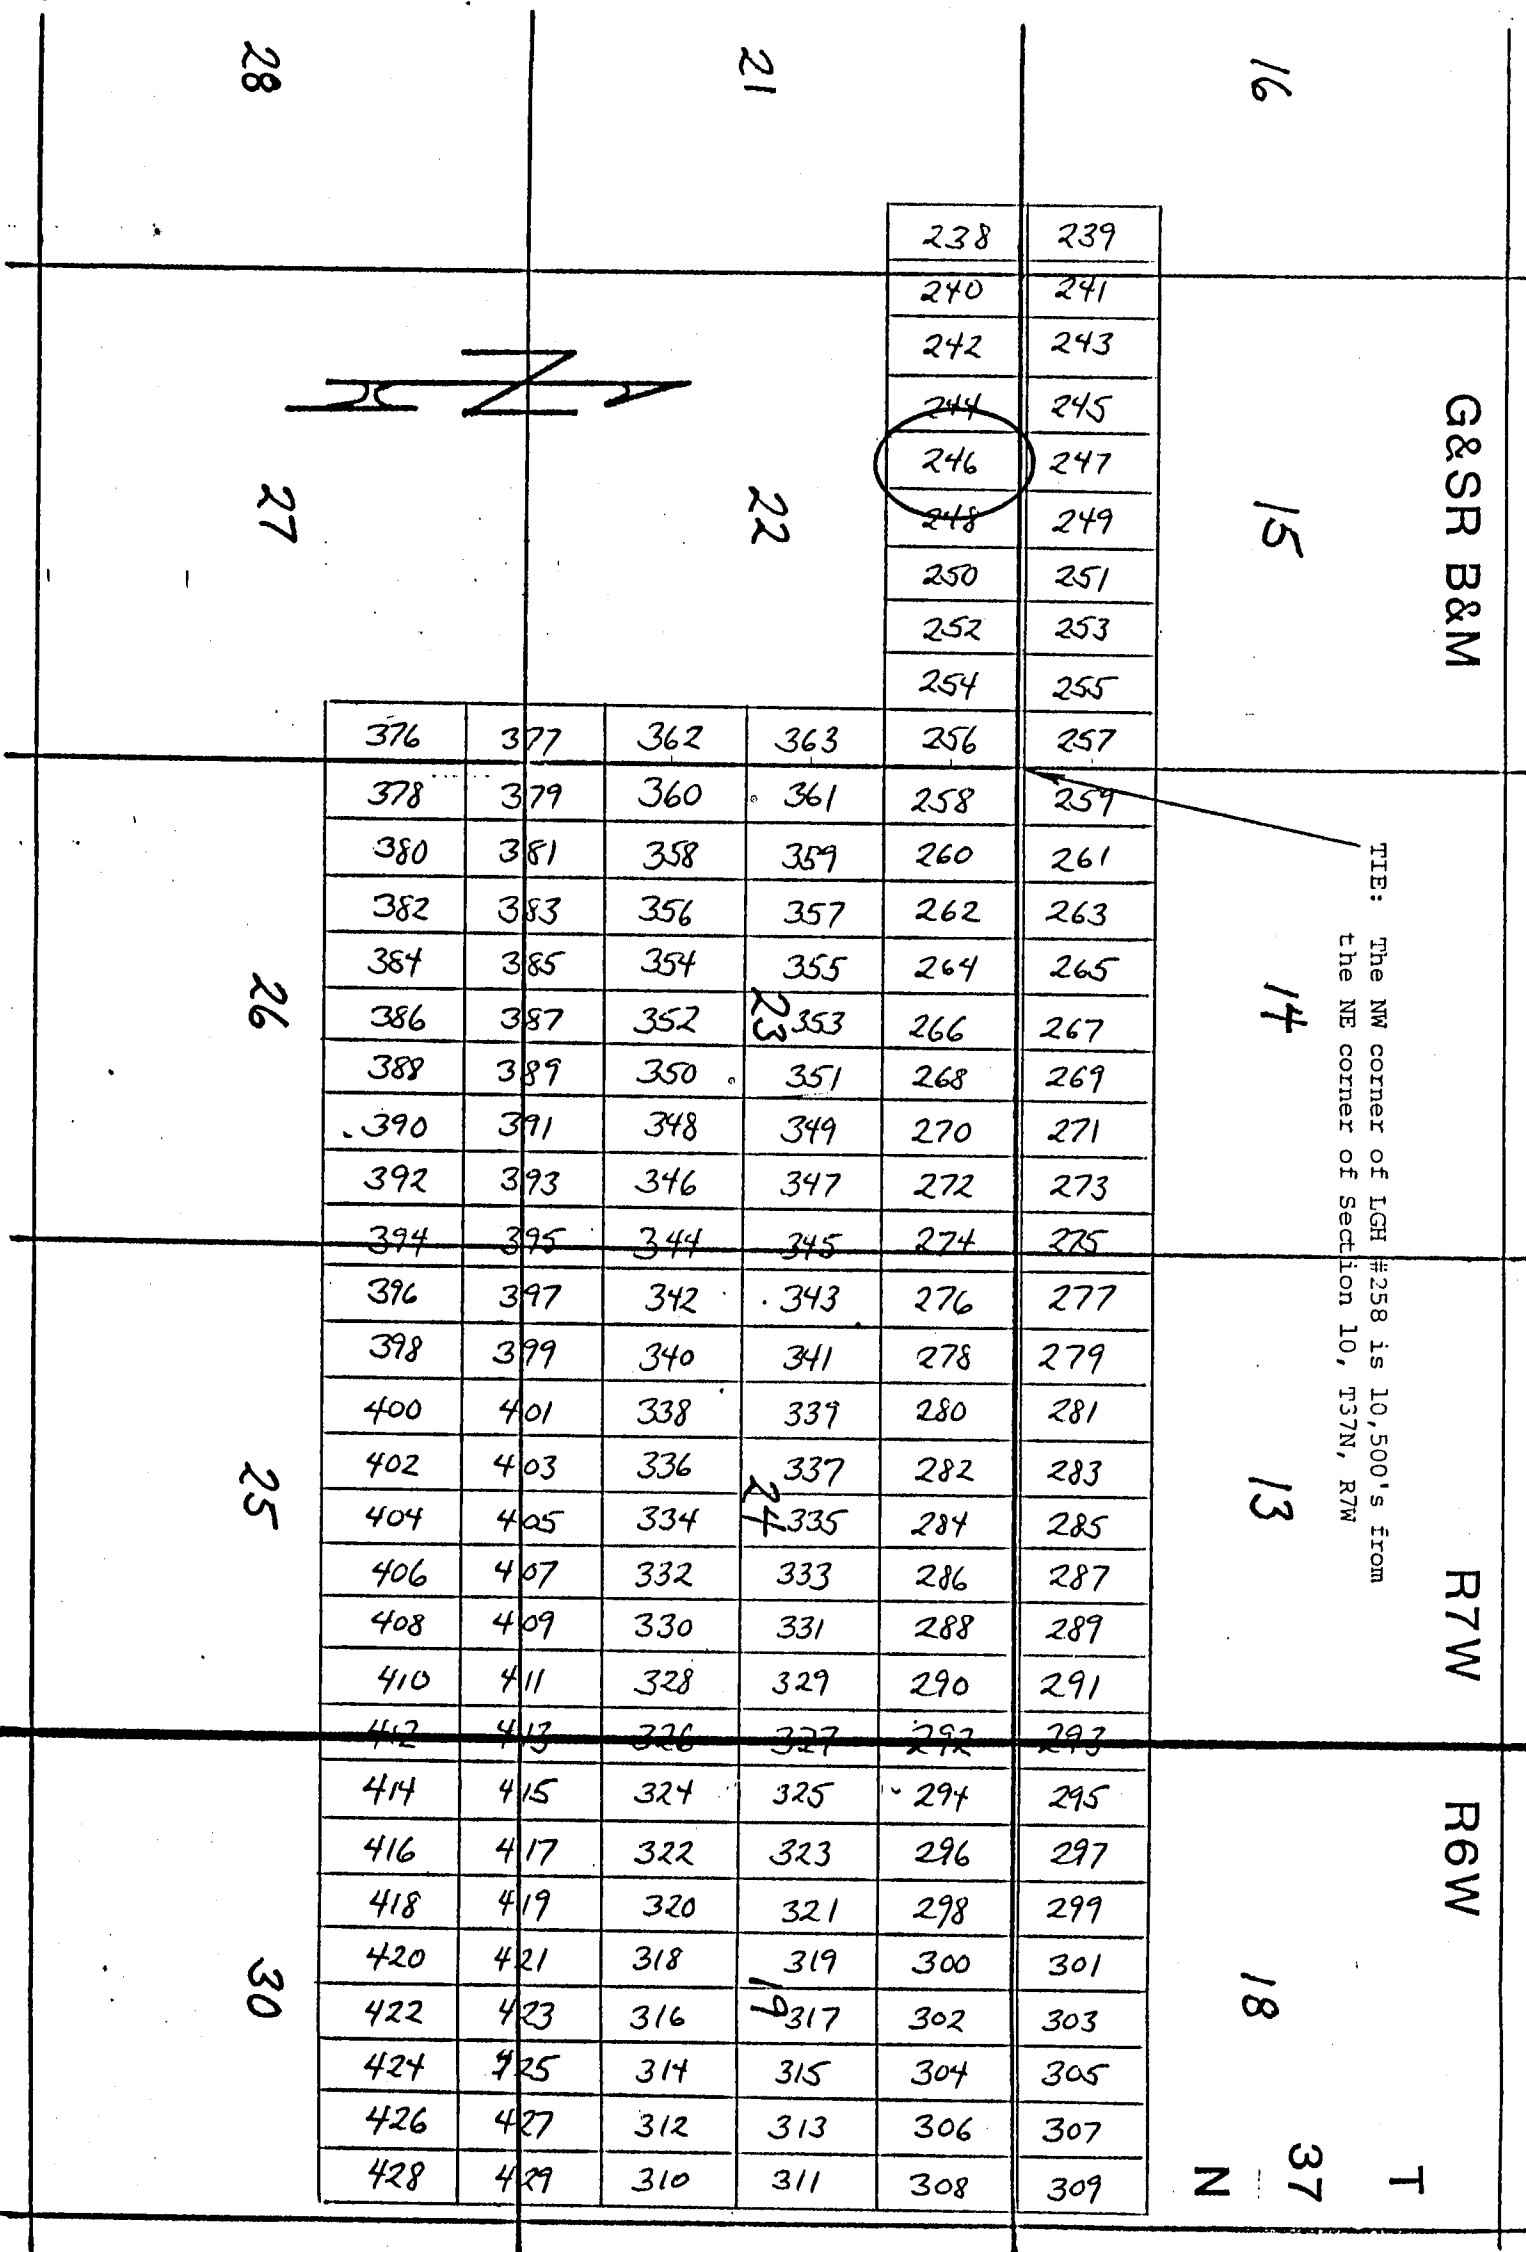 16
21
28
G&SR B&M
R7W
R6W
T
37
N
15
14
13
18
22
27
26
25
30
23
24
19
N
TIE: The NW corner of LGH #258 is 10,500's from
the NE corner of Section 10, T37N, R7W
238 239
240 241
242 243
244 245
246 247
248 249
250 251
252 253
254 255
376 377 362 363 256 257
378 379 360 361 258 259
380 381 358 359 260 261
382 383 356 357 262 263
384 385 354 355 264 265
386 387 352 353 266 267
388 389 350 351 268 269
390 391 348 349 270 271
392 393 346 347 272 273
394 395 344 345 274 275
396 397 342 343 276 277
398 399 340 341 278 279
400 401 338 339 280 281
402 403 336 337 282 283
404 405 334 335 284 285
406 407 332 333 286 287
408 409 330 331 288 289
410 411 328 329 290 291
412 413 326 327 292 293
414 415 324 325 294 295
416 417 322 323 296 297
418 419 320 321 298 299
420 421 318 319 300 301
422 423 316 317 302 303
424 425 314 315 304 305
426 427 312 313 306 307
428 429 310 311 308 309